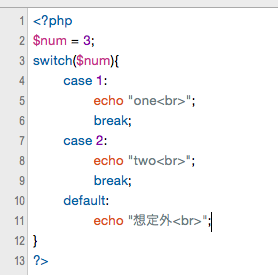 1 <?php
2 $num = 3;
3 switch($num){
4 case 1:
5 echo "one<br>";
6 break;
7 case 2:
8 echo "two<br>";
9 break;
10 default:
11 echo "想定外<br>";
12 }
13 ?>